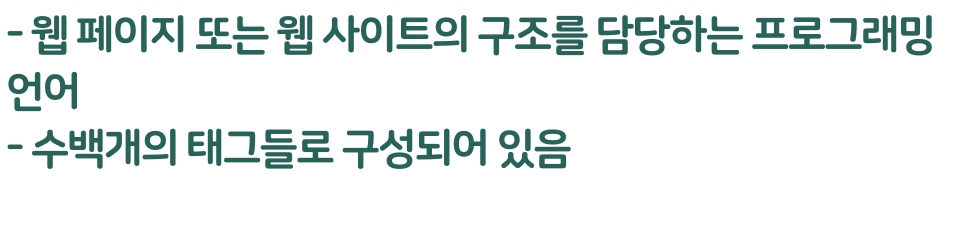 - 웹 페이지 또는 웹 사이트의 구조를 담당하는 프로그래밍
언어
- 수백개의 태그들로 구성되어 있음